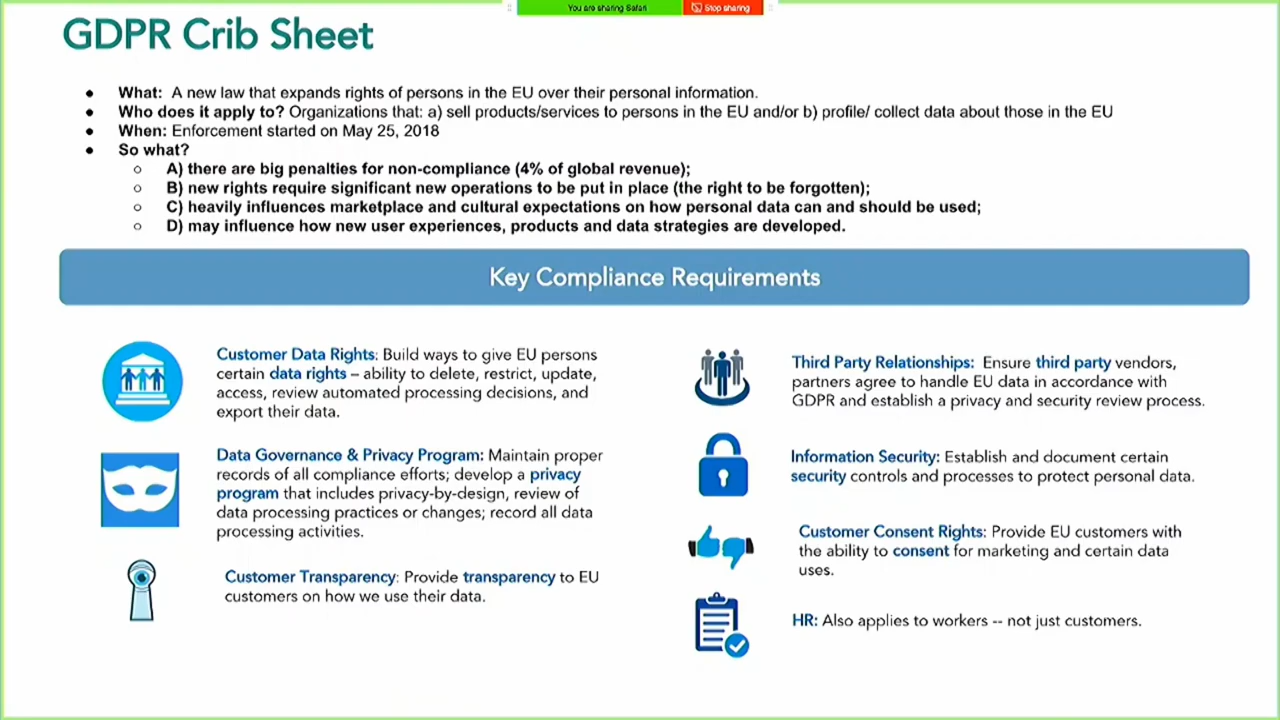 You are sharing Safari
Stop sharing
GDPR Crib Sheet
● What: A new law that expands rights of persons in the EU over their personal information.
● Who does it apply to? Organizations that: a) sell products/services to persons in the EU and/or b) profile/ collect data about those in the EU
● When: Enforcement started on May 25, 2018
● So what?
○ A) there are big penalties for non-compliance (4% of global revenue);
○ B) new rights require significant new operations to be put in place (the right to be forgotten);
○ C) heavily influences marketplace and cultural expectations on how personal data can and should be used;
○ D) may influence how new user experiences, products and data strategies are developed.
Key Compliance Requirements
Customer Data Rights: Build ways to give EU persons
certain data rights – ability to delete, restrict, update,
access, review automated processing decisions, and
export their data.
Data Governance & Privacy Program: Maintain proper
records of all compliance efforts; develop a privacy
program that includes privacy-by-design, review of
data processing practices or changes; record all data
processing activities.
Customer Transparency: Provide transparency to EU
customers on how we use their data.
Third Party Relationships: Ensure third party vendors,
partners agree to handle EU data in accordance with
GDPR and establish a privacy and security review process.
Information Security: Establish and document certain
security controls and processes to protect personal data.
Customer Consent Rights: Provide EU customers with
the ability to consent for marketing and certain data
uses.
HR: Also applies to workers -- not just customers.